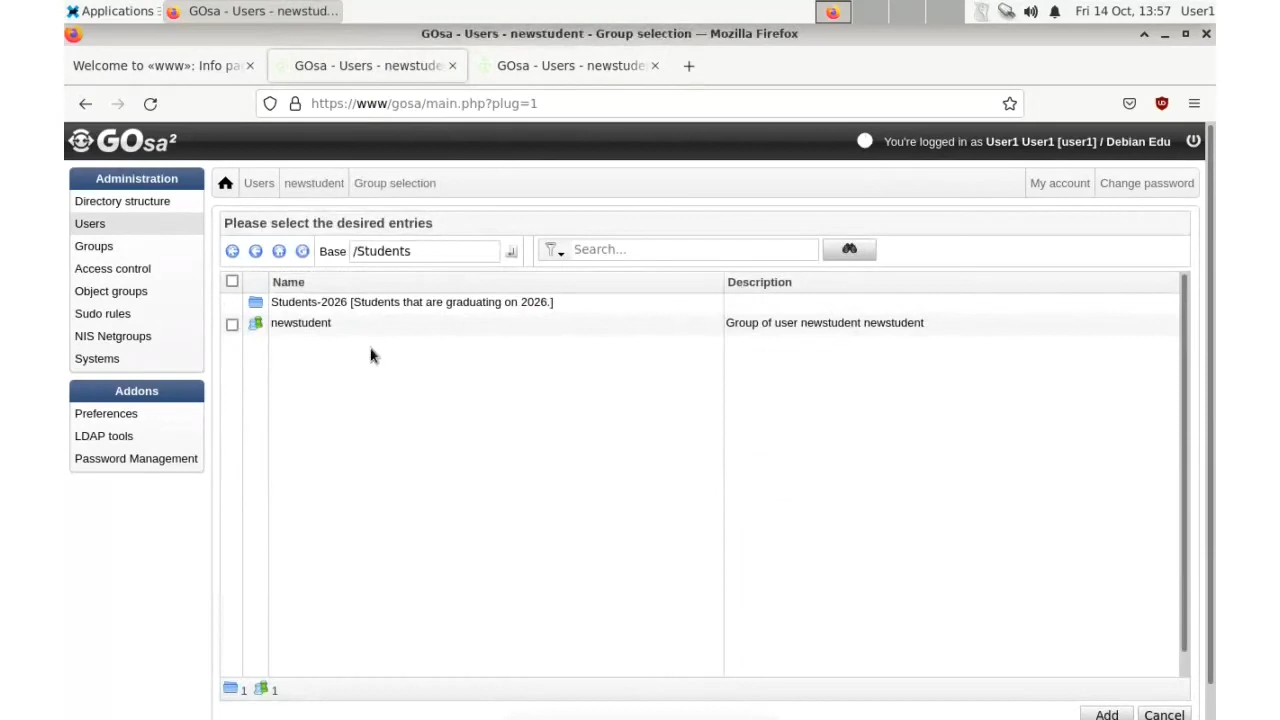 Applications
GOsa - Users - newstud...
Fri 14 Oct, 13:57 User1
GOsa - Users - newstudent - Group selection — Mozilla Firefox
Welcome to «www»: Info pa
GOsa - Users - newstude
GOsa - Users - newstude
https://www/gosa/main.php?plug=1
GOsa²
You're logged in as User1 User1 [user1] / Debian Edu
Administration
Directory structure
Users
Groups
Access control
Object groups
Sudo rules
NIS Netgroups
Systems
Addons
Preferences
LDAP tools
Password Management
Users newstudent Group selection
My account Change password
Please select the desired entries
Base /Students
Search...
Name Description
Students-2026 [Students that are graduating on 2026.]
newstudent Group of user newstudent newstudent
1 1
Add Cancel